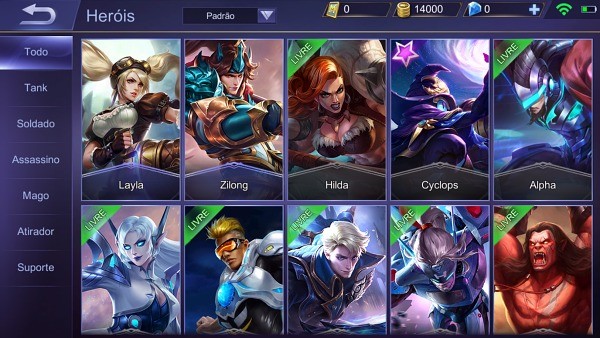 Heróis
Padrão
0
14000
0
Todo
Tank
Soldado
Assassino
Mago
Atirador
Suporte
Layla
Zilong
LIVRE
Hilda
Cyclops
LIVRE
Alpha
LIVRE
LIVRE
LIVRE
LIVRE
LIVRE